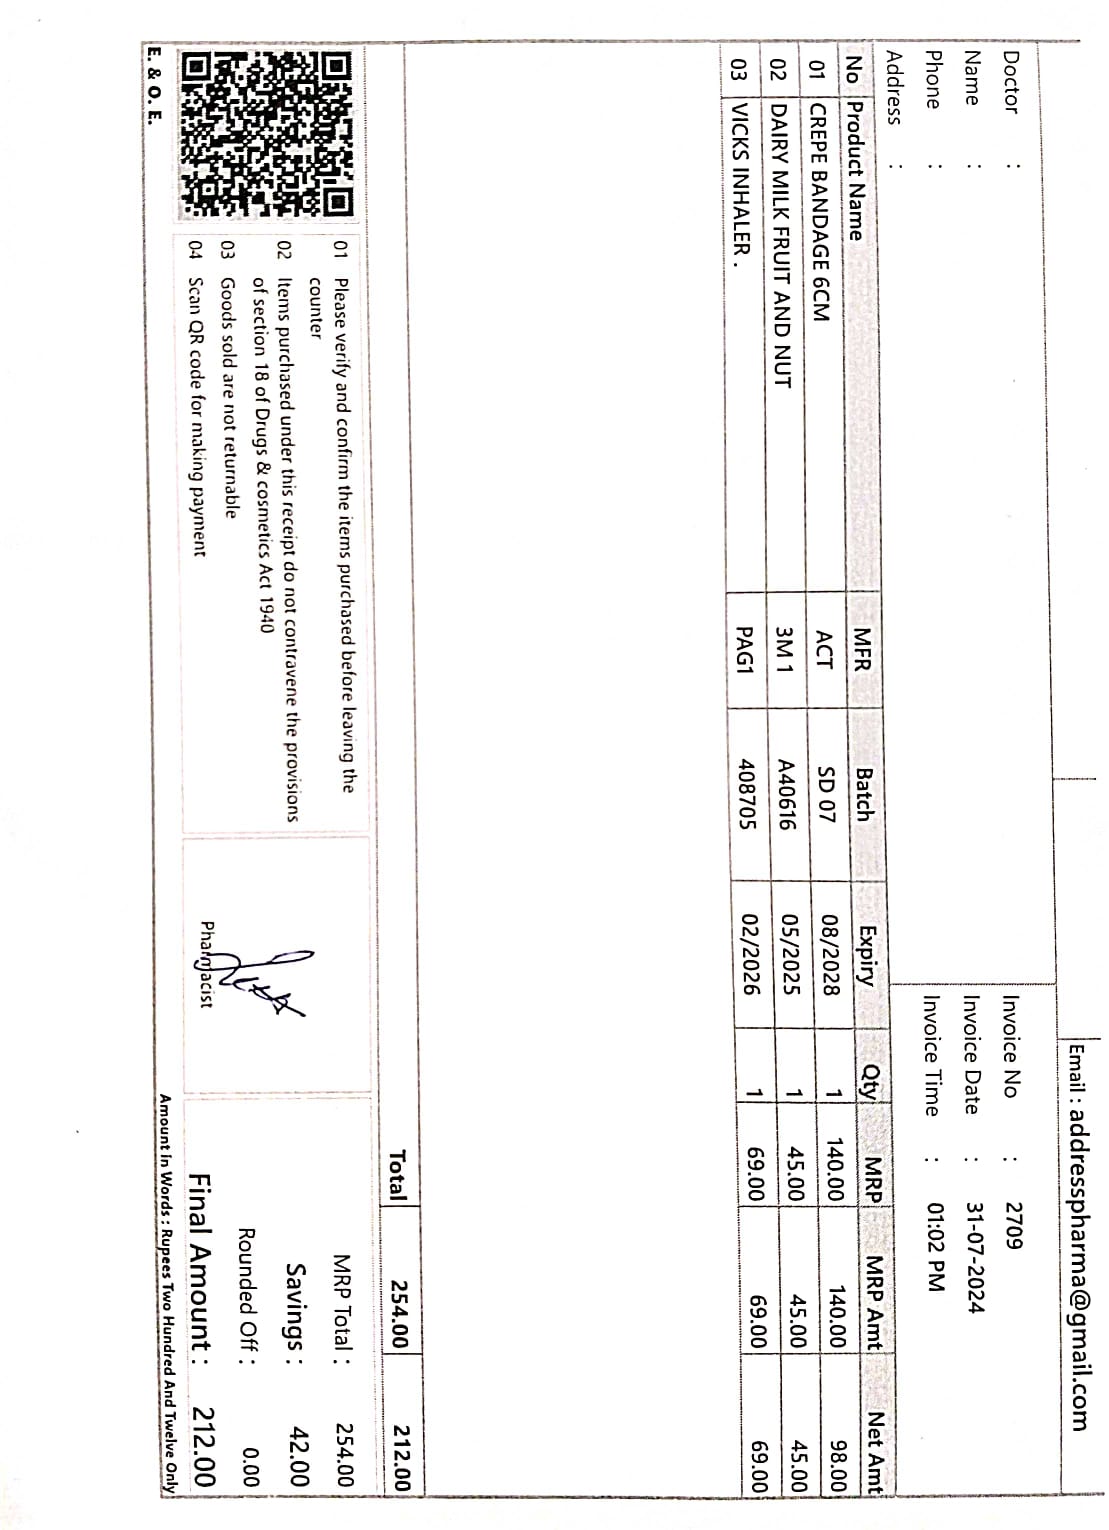 Email : addresspharma@gmail.com
Doctor :
Name :
Phone :
Address :
Invoice No : 2709
Invoice Date : 31-07-2024
Invoice Time : 01:02 PM
No Product Name MFR Batch Expiry Qty MRP MRP Amt Net Amt
01 CREPE BANDAGE 6CM ACT SD 07 08/2028 1 140.00 140.00 98.00
02 DAIRY MILK FRUIT AND NUT 3M 1 A40616 05/2025 1 45.00 45.00 45.00
03 VICKS INHALER . PAG1 408705 02/2026 1 69.00 69.00 69.00
Total 254.00 212.00
01 Please verify and confirm the items purchased before leaving the
counter
02 Items purchased under this receipt do not contravene the provisions
of section 18 of Drugs & cosmetics Act 1940
03 Goods sold are not returnable
04 Scan QR code for making payment
Pharmacist
MRP Total : 254.00
Savings : 42.00
Rounded Off : 0.00
Final Amount : 212.00
E. & O. E.
Amount in Words : Rupees Two Hundred And Twelve Only